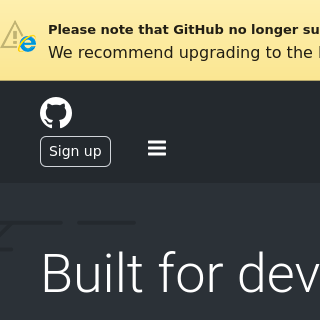 Please note that GitHub no longer su
We recommend upgrading to the
Sign up
Built for dev